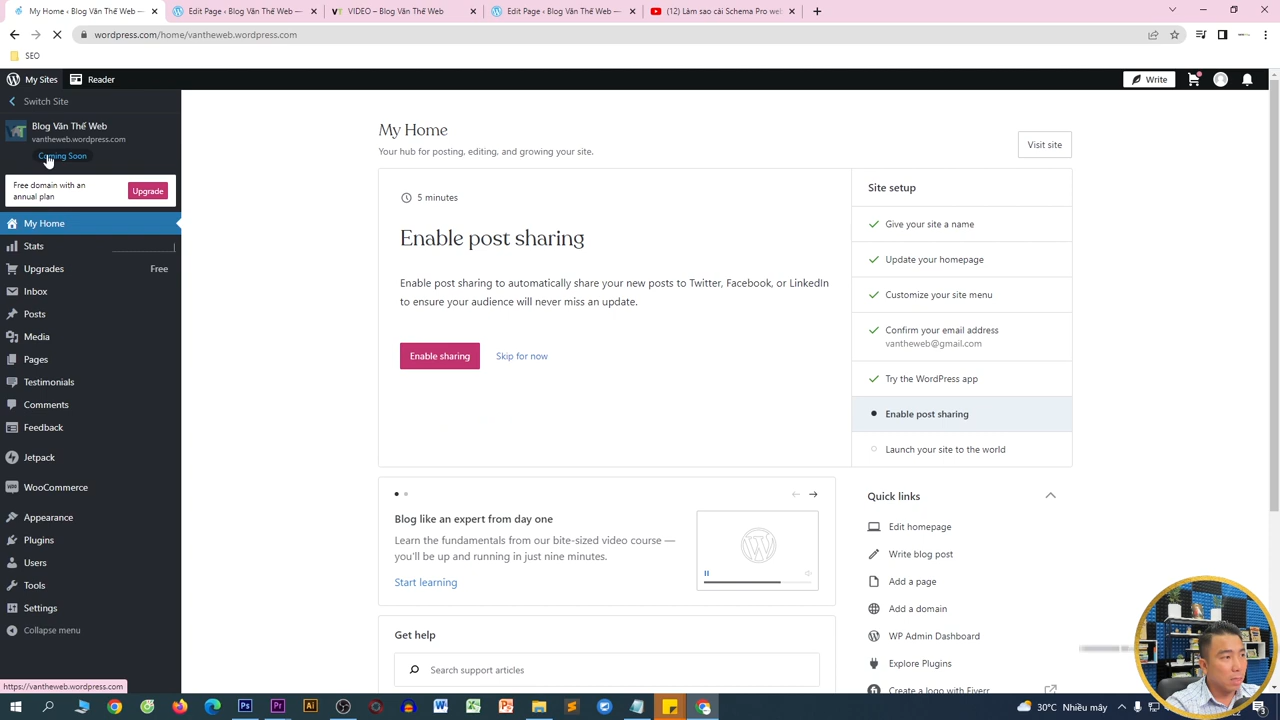 My Home ‹
Edit Page ‹ Blog Văn Thế Web —
VIDEO – Blog Văn Thế Web
Edit Page ‹ Blog Văn Thế Web —
(12) Làm sao cài Schema Pro we
wordpress.com/home/vantheweb.wordpress.com
SEO
My Sites
Reader
Write
Switch Site
Blog Văn Thế Web
vantheweb.wordpress.com
Coming Soon
Free domain with an
annual plan
Upgrade
My Home
Stats
Upgrades
Free
Inbox
Posts
Media
Pages
Testimonials
Comments
Feedback
Jetpack
WooCommerce
Appearance
Plugins
Users
Tools
Settings
Collapse menu
https://vantheweb.wordpress.com
My Home
Your hub for posting, editing, and growing your site.
Visit site
5 minutes
Enable post sharing
Enable post sharing to automatically share your new posts to Twitter, Facebook, or LinkedIn
to ensure your audience will never miss an update.
Enable sharing
Skip for now
Site setup
Give your site a name
Update your homepage
Customize your site menu
Confirm your email address
vantheweb@gmail.com
Try the WordPress app
Enable post sharing
Launch your site to the world
Blog like an expert from day one
Learn the fundamentals from our bite-sized video course —
you'll be up and running in just nine minutes.
Start learning
Get help
Search support articles
Quick links
Edit homepage
Write blog post
Add a page
Add a domain
WP Admin Dashboard
Explore Plugins
Create a logo with Fiverr
30°C Nhiều mây